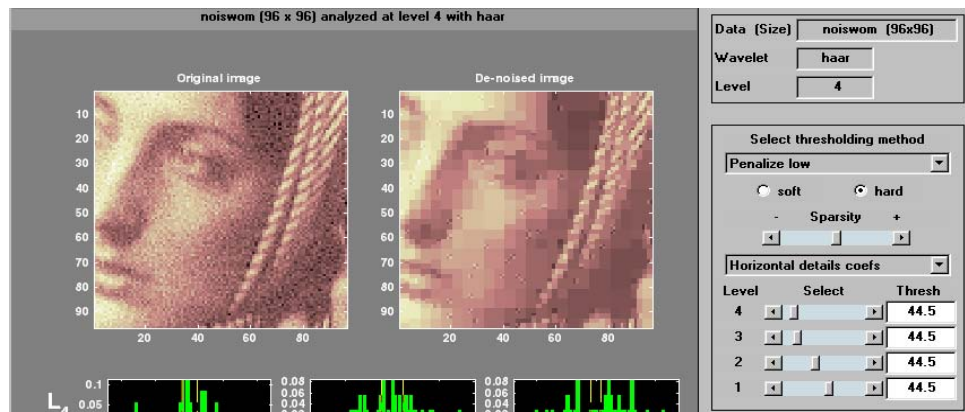 noiswom (96 x 96) analyzed at level 4 with haar
Original image
De-noised image
10
20
30
40
50
60
70
80
90
20 40 60 80
10
20
30
40
50
60
70
80
90
20 40 60 80
L4
0.1
0.05
0.08
0.06
0.04
0.02
0.08
0.06
0.04
0.02
Data (Size) noiswom (96x96)
Wavelet haar
Level 4
Select thresholding method
Penalize low
soft hard
- Sparsity +
Horizontal details coefs
Level Select Thresh
4 44.5
3 44.5
2 44.5
1 44.5